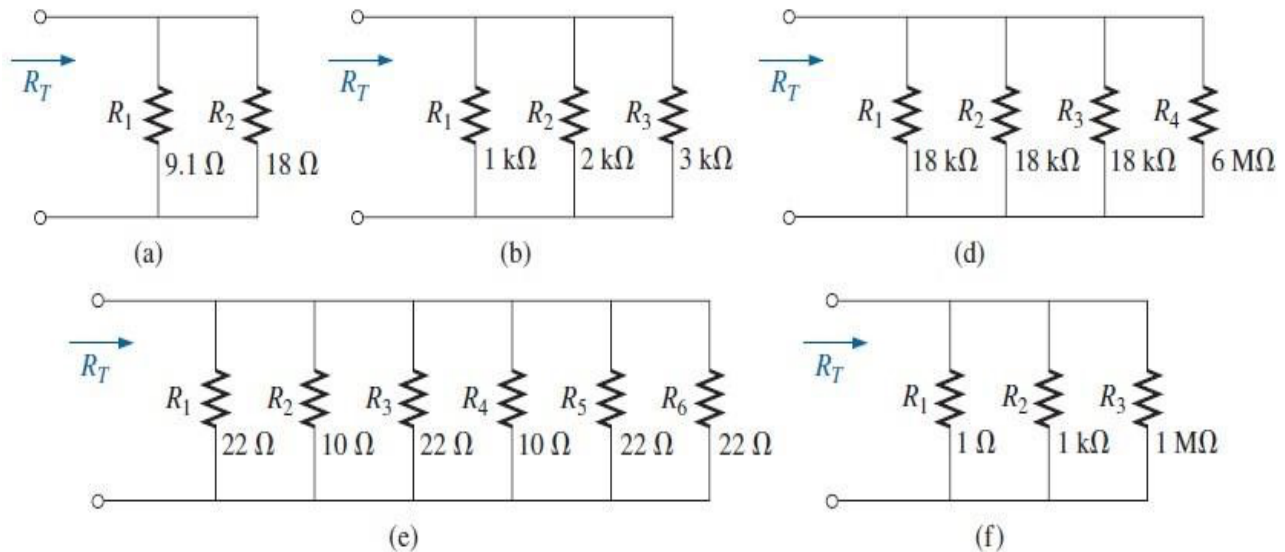 R_T R_1 R_2 9.1 Ω 18 Ω
(a)
R_T R_1 R_2 R_3 1 kΩ 2 kΩ 3 kΩ
(b)
R_T R_1 R_2 R_3 R_4 18 kΩ 18 kΩ 18 kΩ 6 MΩ
(d)
R_T R_1 R_2 R_3 R_4 R_5 R_6 22 Ω 10 Ω 22 Ω 10 Ω 22 Ω 22 Ω
(e)
R_T R_1 R_2 R_3 1 Ω 1 kΩ 1 MΩ
(f)